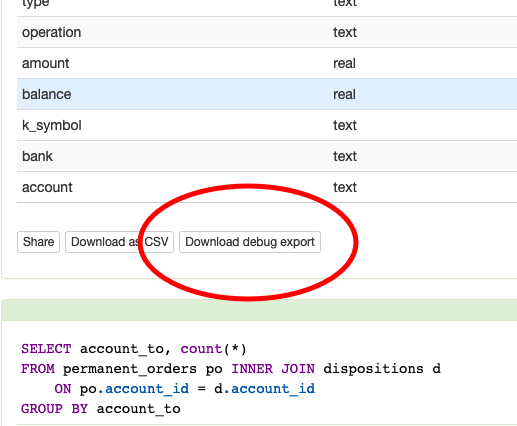 type text
operation text
amount real
balance real
k_symbol text
bank text
account text
Share Download as CSV Download debug export
SELECT account_to, count(*)
FROM permanent_orders po INNER JOIN dispositions d
ON po.account_id = d.account_id
GROUP BY account_to